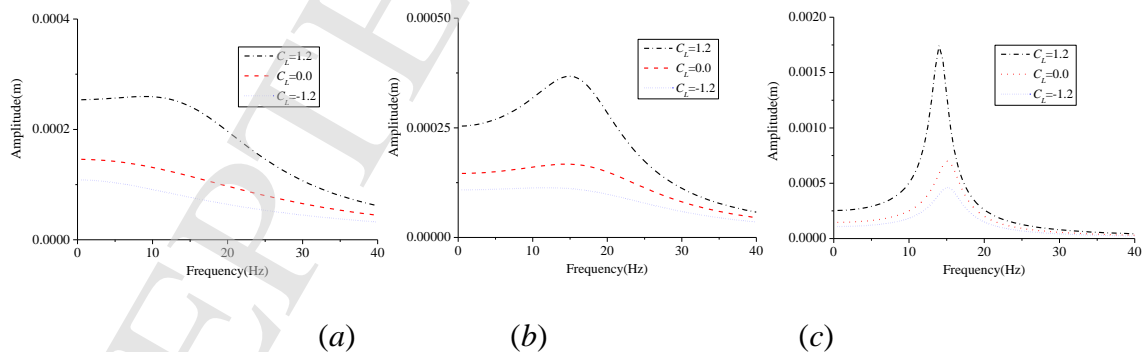 0.0004
0.0002
0.0000
0
10
20
30
40
Amplitude(m)
Frequency(Hz)
C_L=1.2
C_L=0.0
C_L=-1.2
(a)
0.00050
0.00025
0.00000
0
10
20
30
40
Amplitude(m)
Frequency(Hz)
C_L=1.2
C_L=0.0
C_L=-1.2
(b)
0.0020
0.0015
0.0010
0.0005
0.0000
0
10
20
30
40
Amplitude(m)
Frequency(Hz)
C_L=1.2
C_L=0.0
C_L=-1.2
(c)
EPTE